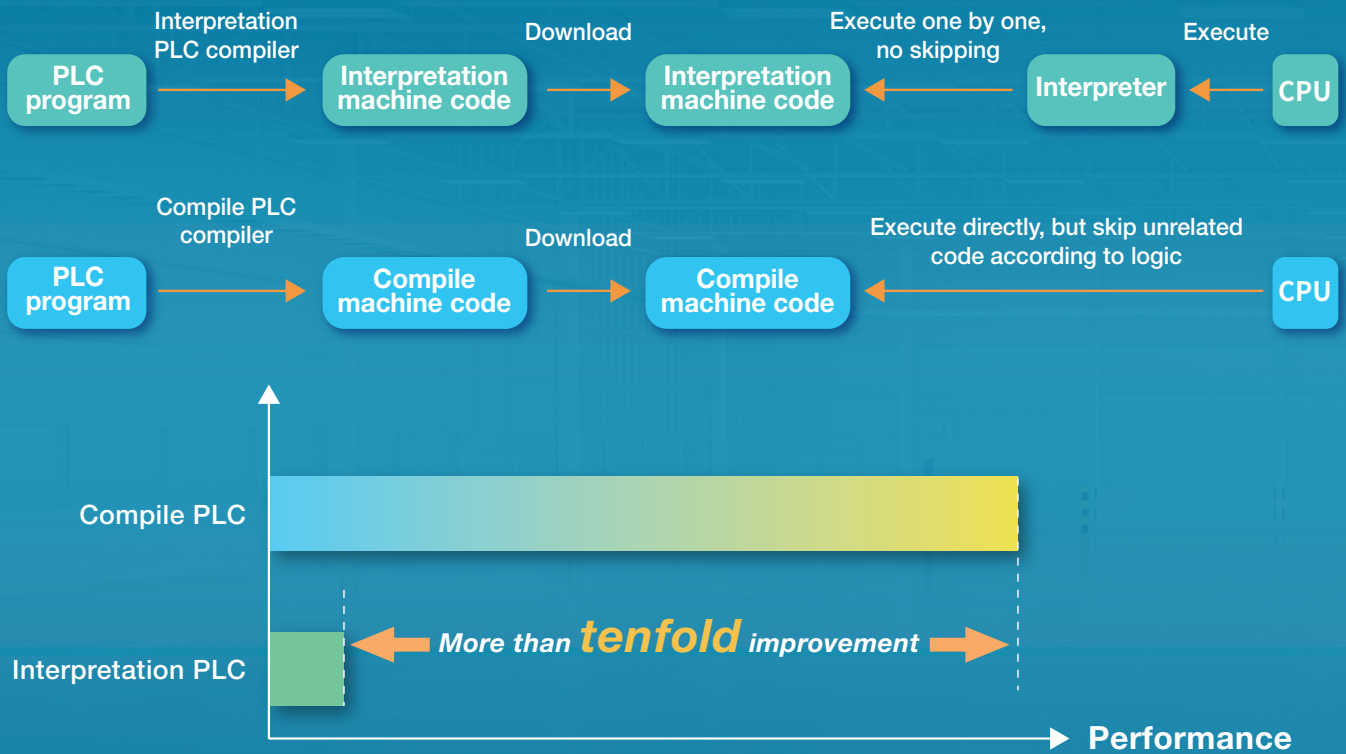 Interpretation
PLC compiler
Download
Execute one by one,
no skipping
Execute
PLC
program
Interpretation
machine code
Interpretation
machine code
Interpreter
CPU
Compile PLC
compiler
Download
Execute directly, but skip unrelated
code according to logic
PLC
program
Compile
machine code
Compile
machine code
CPU
Compile PLC
More than tenfold improvement
Interpretation PLC
Performance